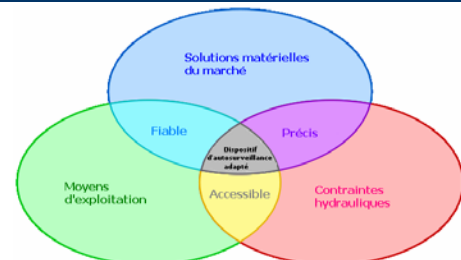 Solutions matérielles
du marché
Fiable
Précis
Dispositif
d'autosurveillance
adapté
Moyens
d'exploitation
Accessible
Contraintes
hydrauliques